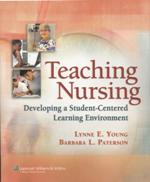 Teaching
Nursing
Developing a Student-Centered
Learning Environment
LYNNE E. YOUNG
BARBARA L. PATERSON